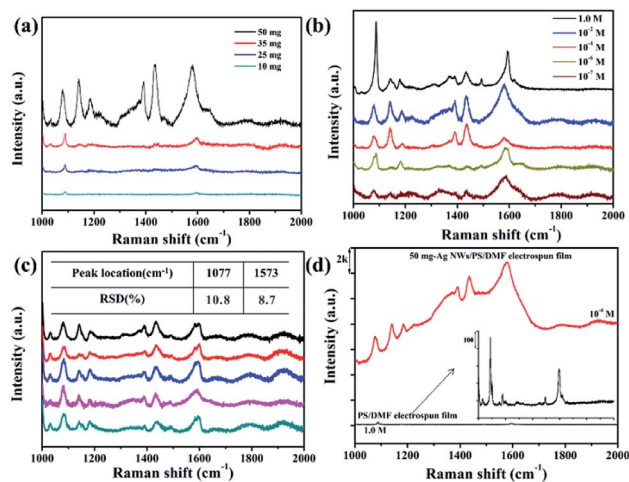 (a)
50 mg
35 mg
25 mg
10 mg
Intensity (a.u.)
1000 1200 1400 1600 1800 2000
Raman shift (cm⁻¹)
(b)
1.0 M
10⁻² M
10⁻⁴ M
10⁻⁶ M
10⁻⁷ M
Intensity (a.u.)
1000 1200 1400 1600 1800 2000
Raman shift (cm⁻¹)
(c)
Peak location(cm⁻¹) 1077 1573
RSD(%) 10.8 8.7
Intensity (a.u.)
1000 1200 1400 1600 1800 2000
Raman shift (cm⁻¹)
(d)
2k
50 mg-Ag NWs/PS/DMF electrospun film
10⁻⁴ M
100
PS/DMF electrospun film
1.0 M
Intensity (a.u.)
1000 1200 1400 1600 1800 2000
Raman shift (cm⁻¹)